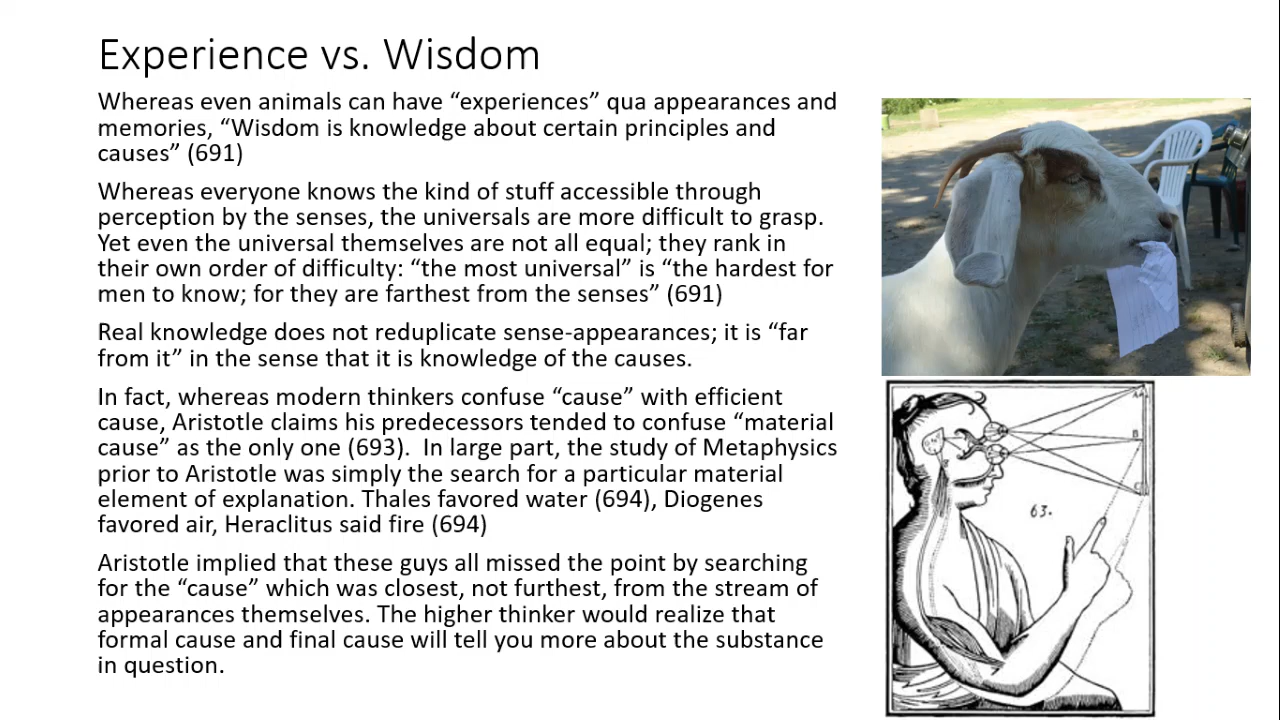 Experience vs. Wisdom
Whereas even animals can have “experiences” qua appearances and
memories, “Wisdom is knowledge about certain principles and
causes” (691)
Whereas everyone knows the kind of stuff accessible through
perception by the senses, the universals are more difficult to grasp.
Yet even the universal themselves are not all equal; they rank in
their own order of difficulty: “the most universal” is “the hardest for
men to know; for they are farthest from the senses” (691)
Real knowledge does not reduplicate sense-appearances; it is “far
from it” in the sense that it is knowledge of the causes.
In fact, whereas modern thinkers confuse “cause” with efficient
cause, Aristotle claims his predecessors tended to confuse “material
cause” as the only one (693).  In large part, the study of Metaphysics
prior to Aristotle was simply the search for a particular material
element of explanation. Thales favored water (694), Diogenes
favored air, Heraclitus said fire (694)
Aristotle implied that these guys all missed the point by searching
for the “cause” which was closest, not furthest, from the stream of
appearances themselves. The higher thinker would realize that
formal cause and final cause will tell you more about the substance
in question.
63.